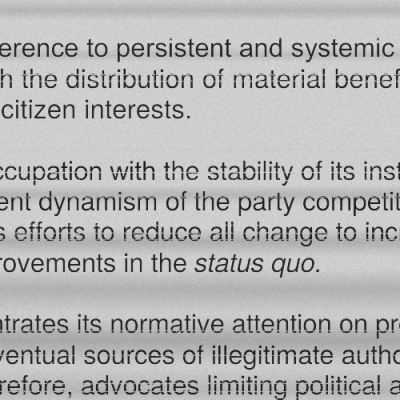 erence to persistent and systemic
h the distribution of material benef
citizen interests.
ccupation with the stability of its inst
ent dynamism of the party competit
s efforts to reduce all change to inc
rovements in the status quo.
trates its normative attention on pr
ventual sources of illegitimate autho
refore, advocates limiting political a